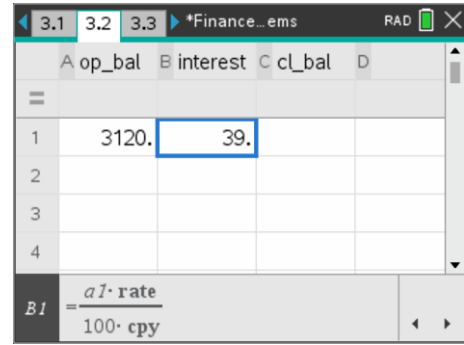 3.1 3.2 3.3 *Finance...ems RAD
A op_bal B interest C cl_bal D
=
1 3120. 39.
2
3
4
B1 =a1·rate
100·cpy